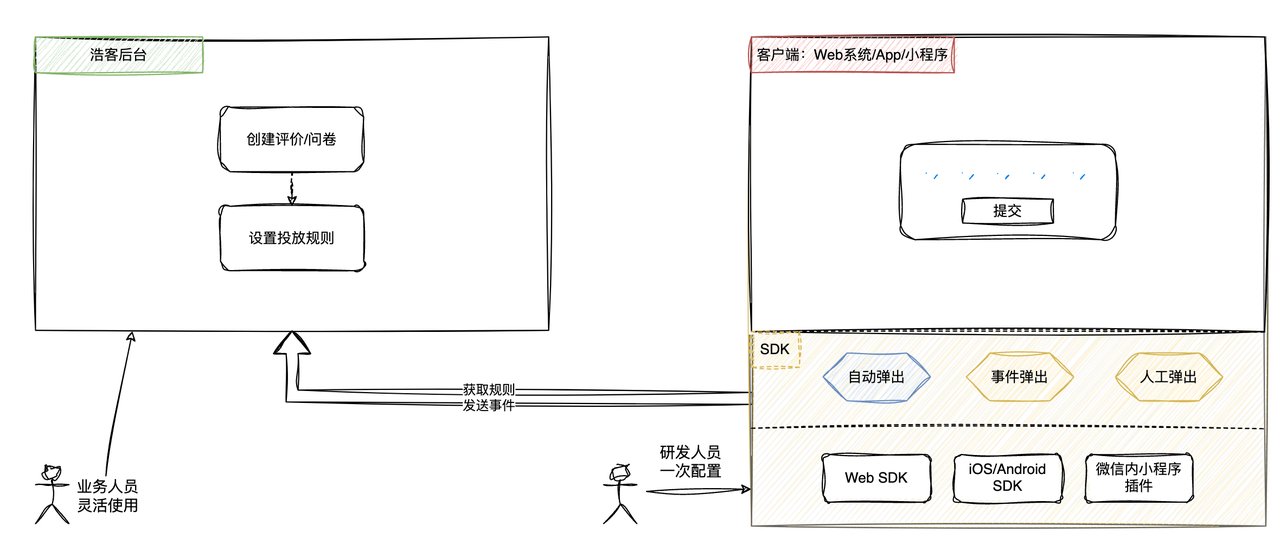 浩客后台
创建评价/问卷
设置投放规则
业务人员
灵活使用
获取规则
发送事件
研发人员
一次配置
客户端：Web系统/App/小程序
提交
SDK
自动弹出
事件弹出
人工弹出
Web SDK
iOS/Android
SDK
微信内小程序
插件